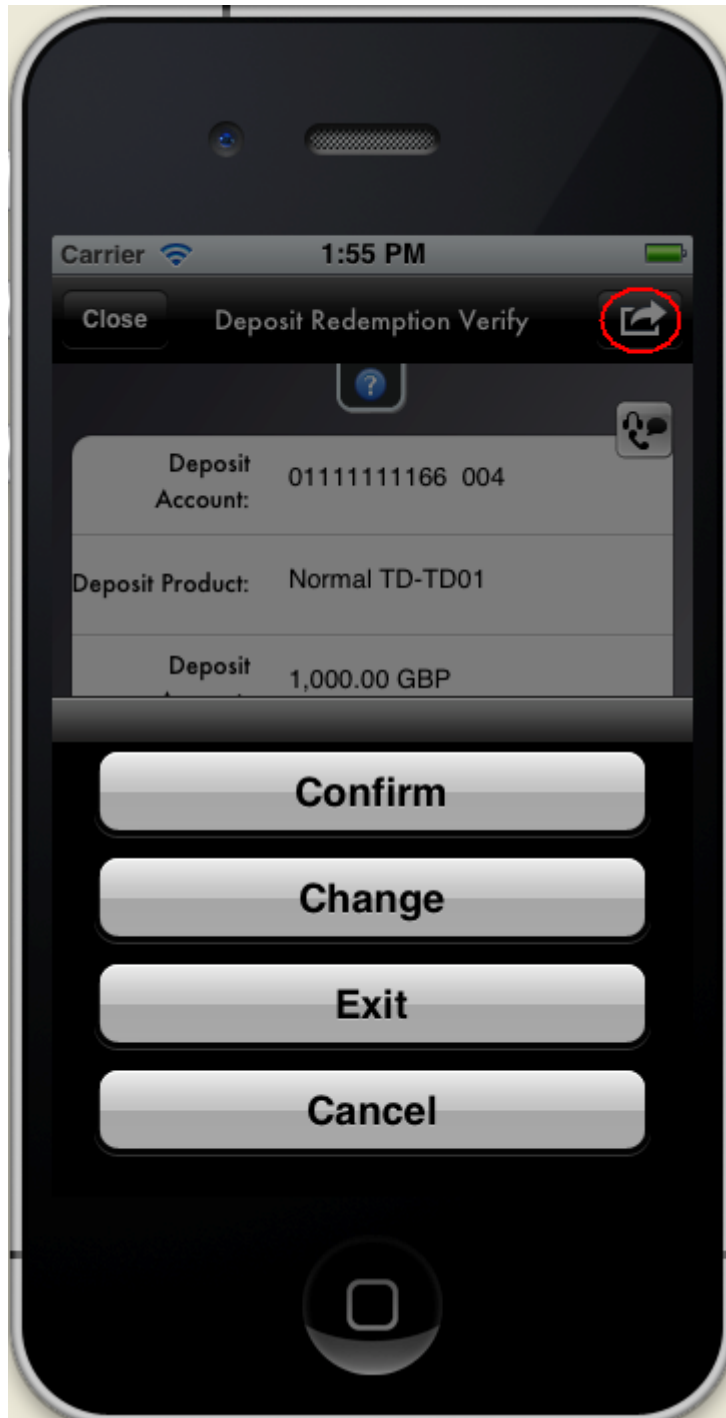 Carrier 1:55 PM
Close Deposit Redemption Verify
?
Deposit
Account: 01111111166 004
Deposit Product: Normal TD-TD01
Deposit
1,000.00 GBP
Confirm
Change
Exit
Cancel